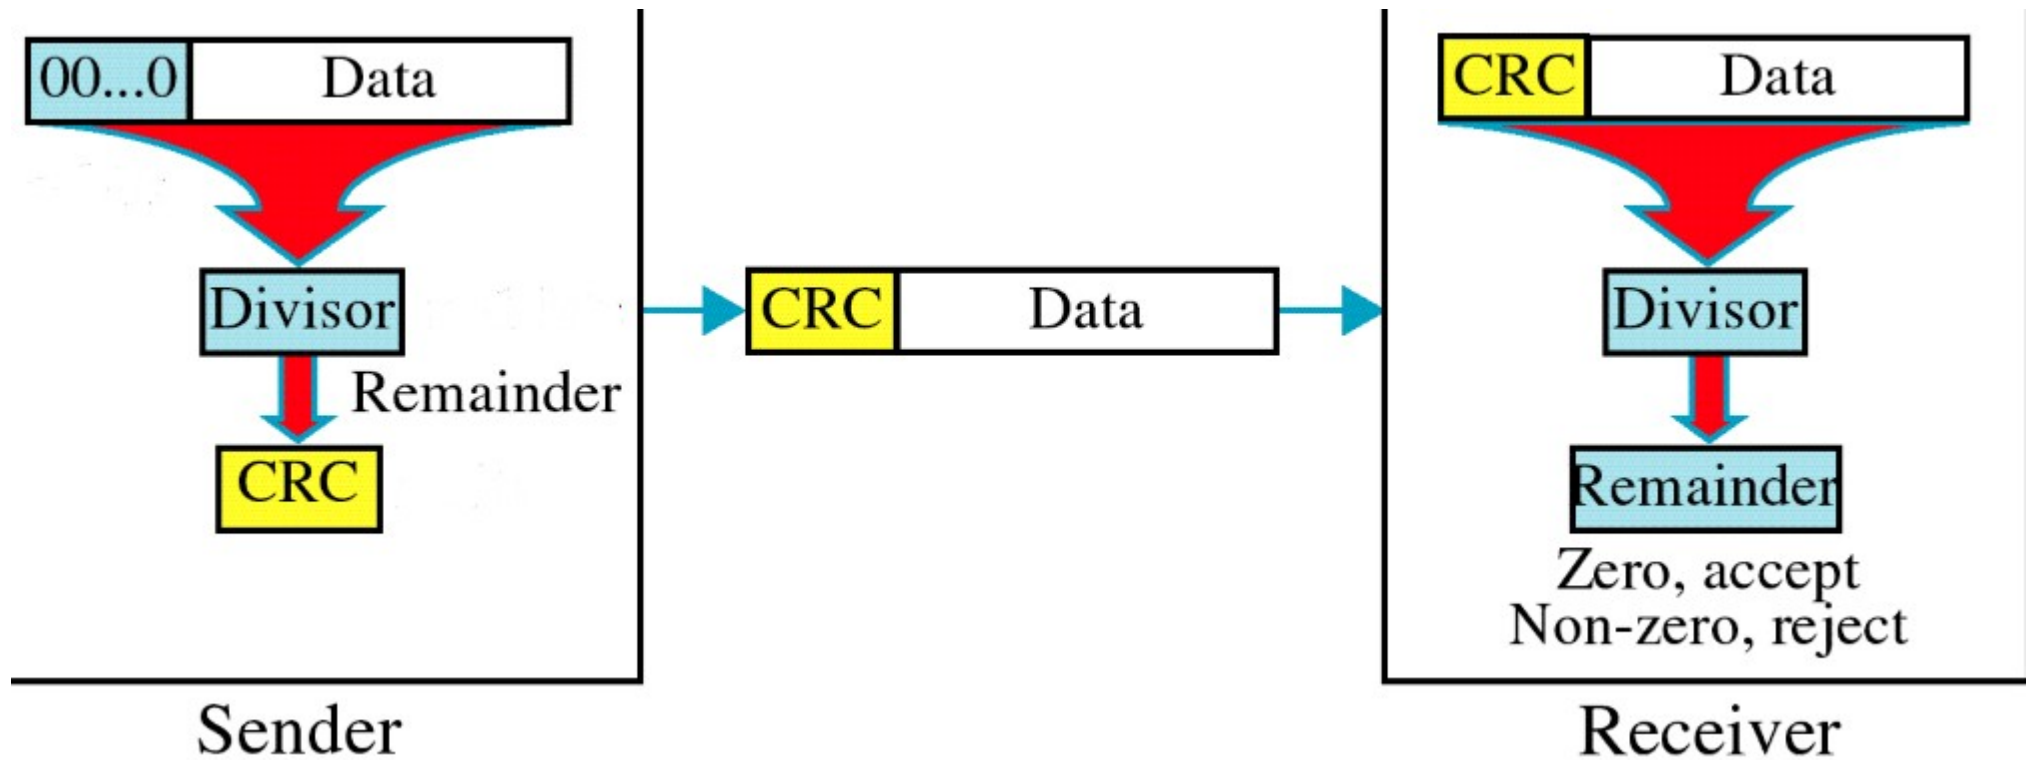 00...0 Data
Divisor
Remainder
CRC
Sender
CRC Data
CRC Data
Divisor
Remainder
Zero, accept
Non-zero, reject
Receiver